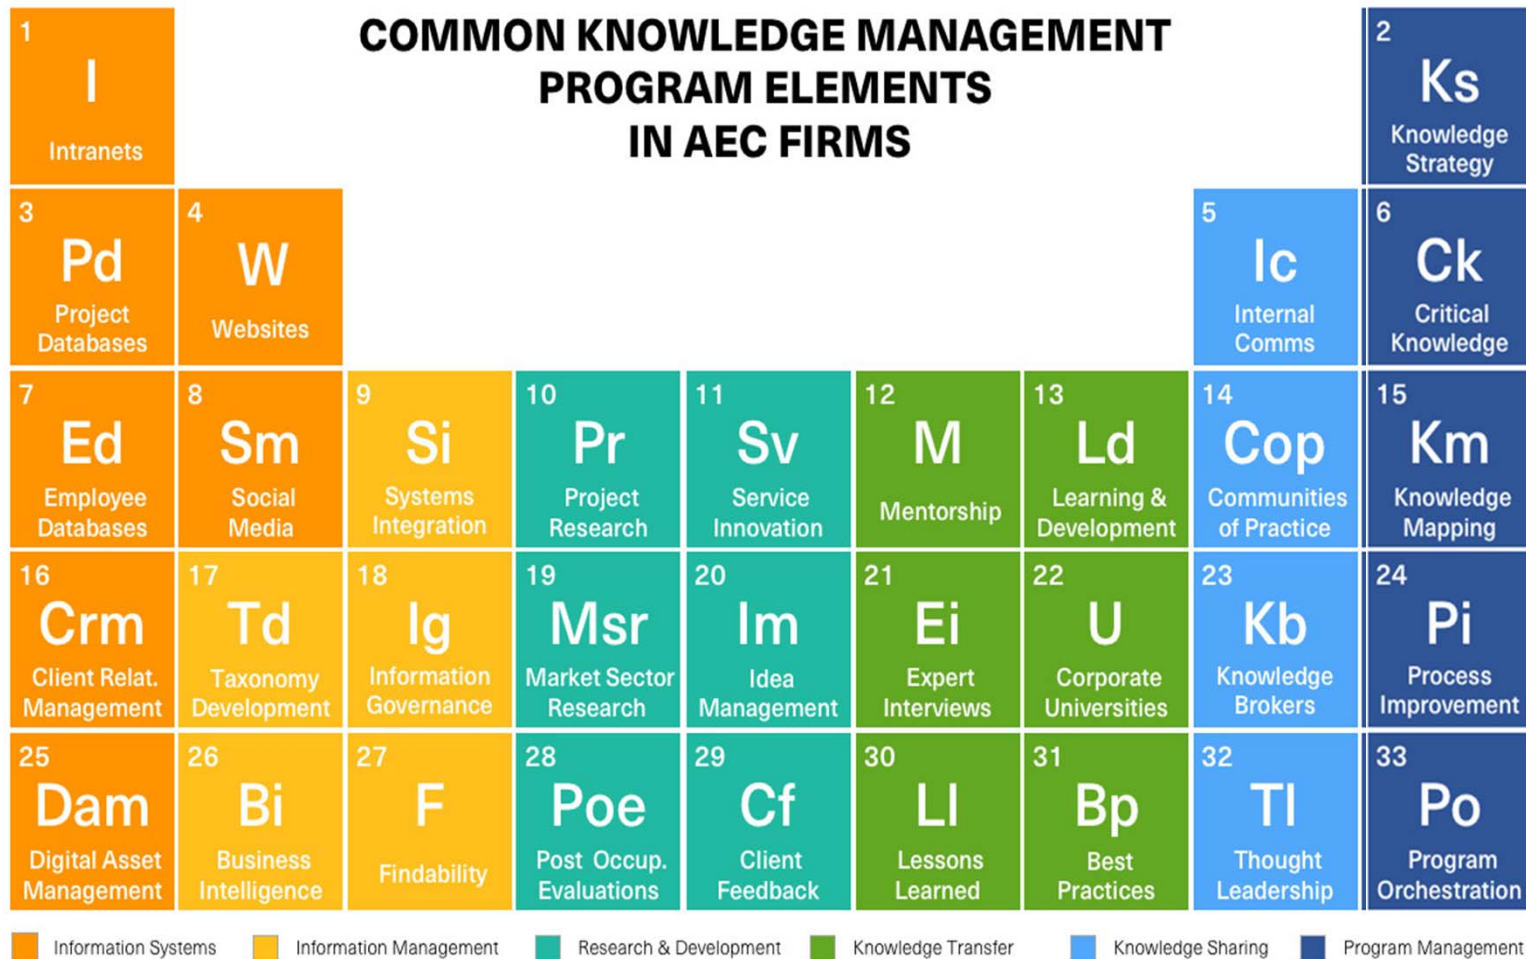 COMMON KNOWLEDGE MANAGEMENT
PROGRAM ELEMENTS
IN AEC FIRMS
1
I
Intranets
2
Ks
Knowledge
Strategy
3
Pd
Project
Databases
4
W
Websites
5
Ic
Internal
Comms
6
Ck
Critical
Knowledge
7
Ed
Employee
Databases
8
Sm
Social
Media
9
Si
Systems
Integration
10
Pr
Project
Research
11
Sv
Service
Innovation
12
M
Mentorship
13
Ld
Learning &
Development
14
Cop
Communities
of Practice
15
Km
Knowledge
Mapping
16
Crm
Client Relat.
Management
17
Td
Taxonomy
Development
18
Ig
Information
Governance
19
Msr
Market Sector
Research
20
Im
Idea
Management
21
Ei
Expert
Interviews
22
U
Corporate
Universities
23
Kb
Knowledge
Brokers
24
Pi
Process
Improvement
25
Dam
Digital Asset
Management
26
Bi
Business
Intelligence
27
F
Findability
28
Poe
Post Occup.
Evaluations
29
Cf
Client
Feedback
30
Ll
Lessons
Learned
31
Bp
Best
Practices
32
Tl
Thought
Leadership
33
Po
Program
Orchestration
Information Systems
Information Management
Research & Development
Knowledge Transfer
Knowledge Sharing
Program Management